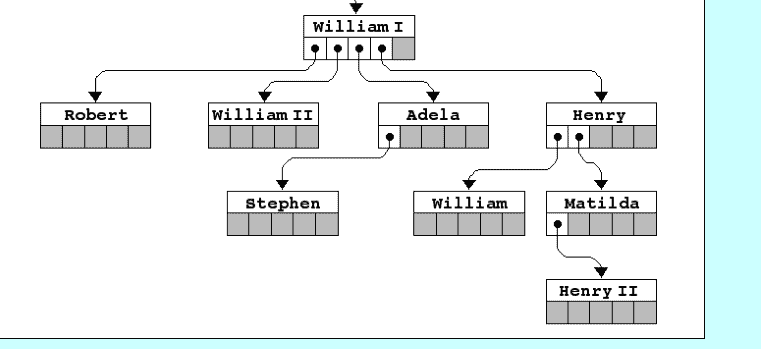 William I
Robert
William II
Adela
Henry
Stephen
William
Matilda
Henry II